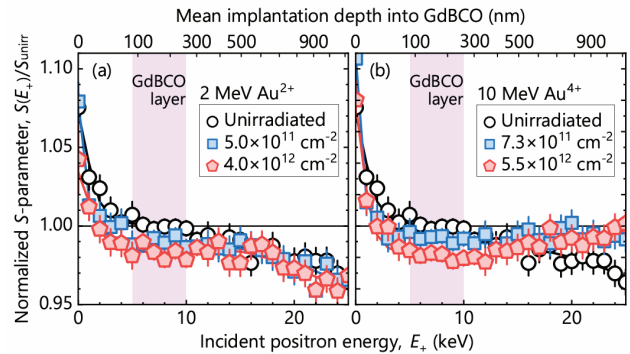 Mean implantation depth into GdBCO (nm)
0 100 300 500 700 900
0 100 300 500 700 900
Normalized S-parameter, S(E₊)/Sunirr
1.10
1.05
1.00
0.95
(a)
GdBCO
layer
2 MeV Au²⁺
Unirradiated
5.0×10¹¹ cm⁻²
4.0×10¹² cm⁻²
(b)
GdBCO
layer
10 MeV Au⁴⁺
Unirradiated
7.3×10¹¹ cm⁻²
5.5×10¹² cm⁻²
0 10 20
0 10 20
Incident positron energy, E₊ (keV)